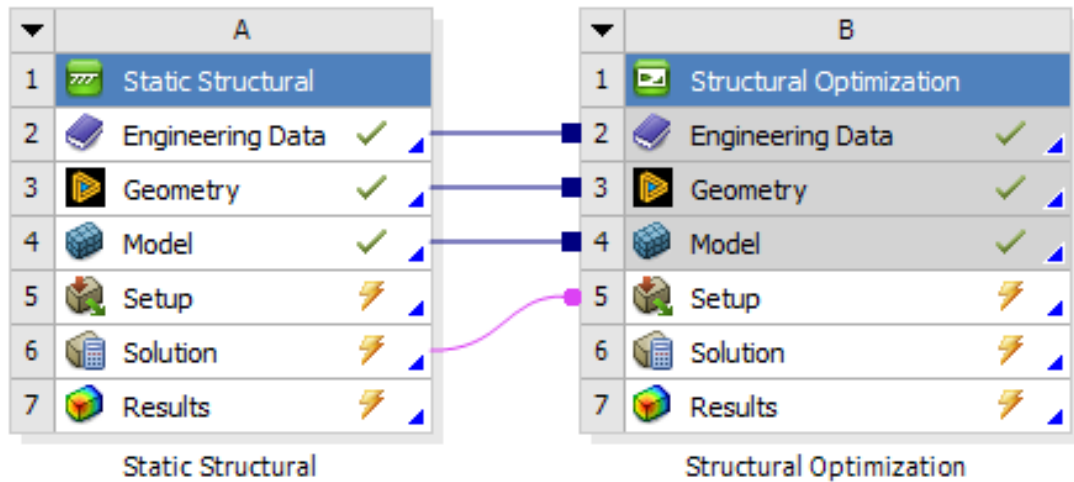 A
1 Static Structural
2 Engineering Data
3 Geometry
4 Model
5 Setup
6 Solution
7 Results
Static Structural
B
1 Structural Optimization
2 Engineering Data
3 Geometry
4 Model
5 Setup
6 Solution
7 Results
Structural Optimization